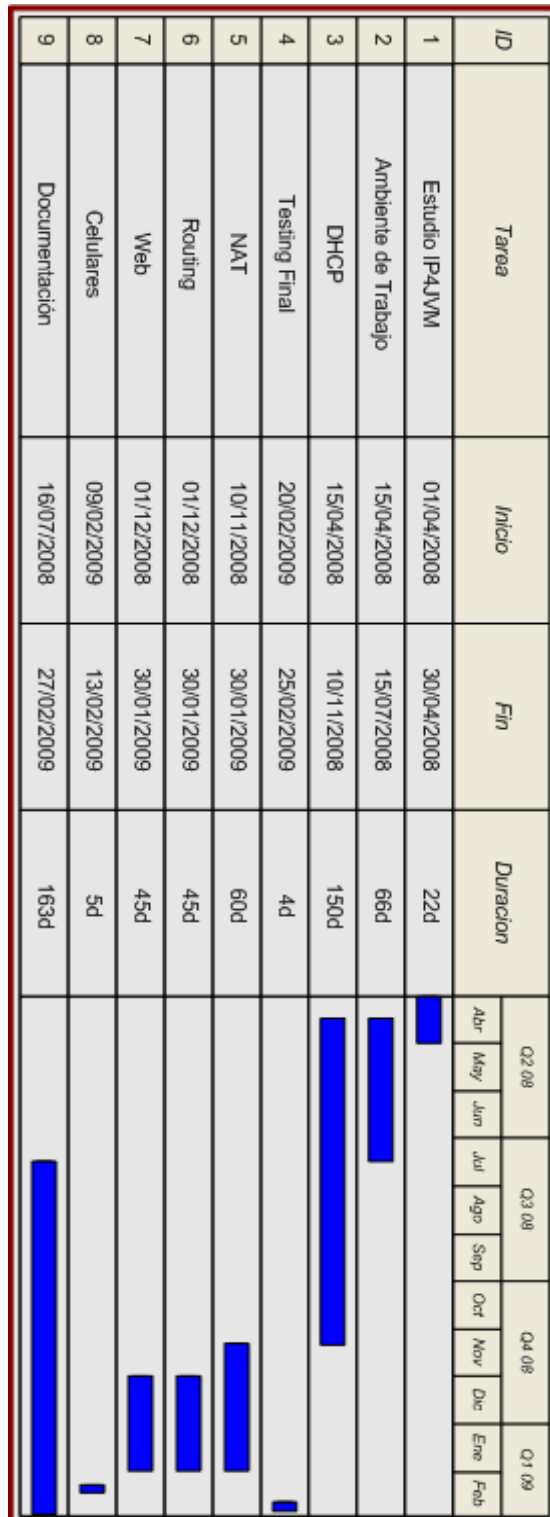 ID Tarea Inicio Fin Duracion Q2 08 Q3 08 Q4 08 Q1 09
Abr May Jun Jul Ago Sep Oct Nov Dic Ene Feb
1 Estudio IP4JVM 01/04/2008 30/04/2008 22d
2 Ambiente de Trabajo 15/04/2008 15/07/2008 66d
3 DHCP 15/04/2008 10/11/2008 150d
4 Testing Final 20/02/2009 25/02/2009 4d
5 NAT 10/11/2008 30/01/2009 60d
6 Routing 01/12/2008 30/01/2009 45d
7 Web 01/12/2008 30/01/2009 45d
8 Celulares 09/02/2009 13/02/2009 5d
9 Documentación 16/07/2008 27/02/2009 163d